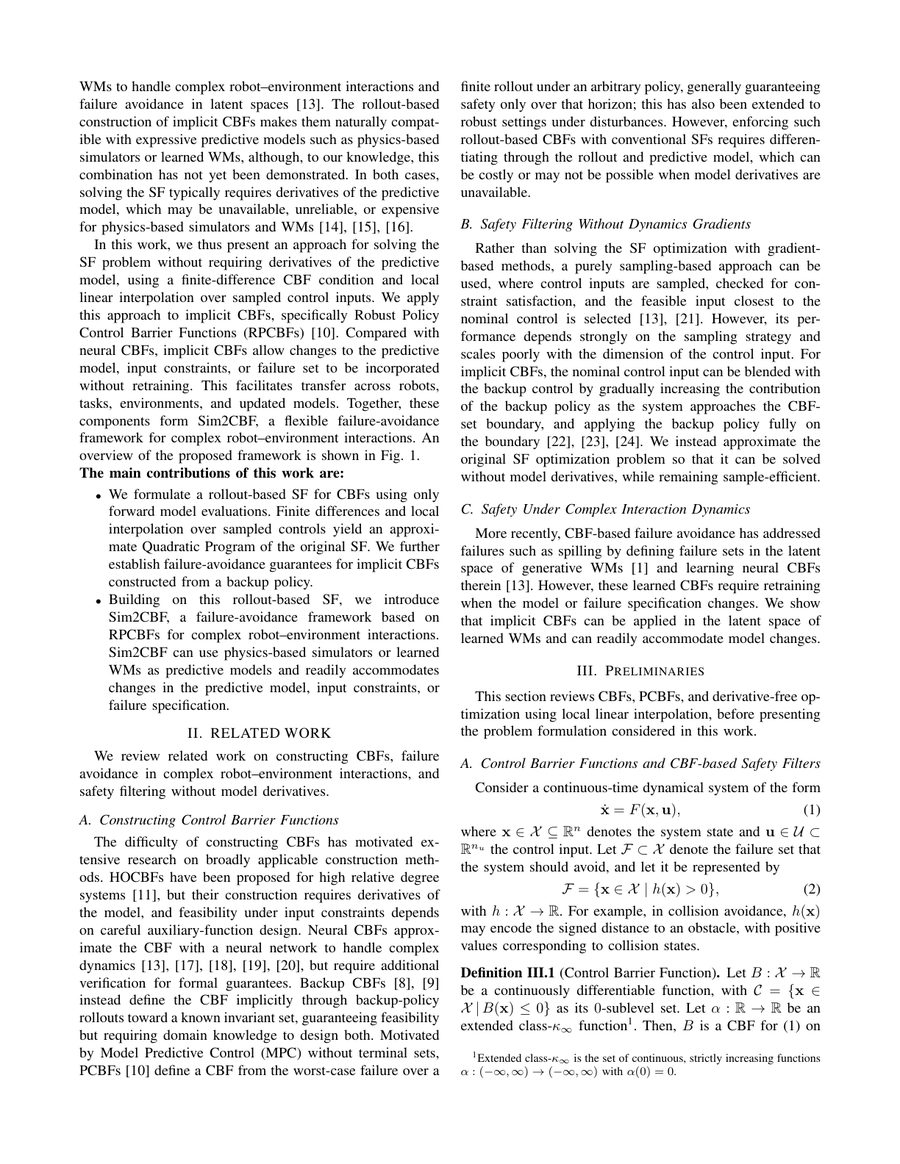 WMs to handle complex robot–environment interactions and
failure avoidance in latent spaces [13]. The rollout-based
construction of implicit CBFs makes them naturally compat-
ible with expressive predictive models such as physics-based
simulators or learned WMs, although, to our knowledge, this
combination has not yet been demonstrated. In both cases,
solving the SF typically requires derivatives of the predictive
model, which may be unavailable, unreliable, or expensive
for physics-based simulators and WMs [14], [15], [16].
In this work, we thus present an approach for solving the
SF problem without requiring derivatives of the predictive
model, using a finite-difference CBF condition and local
linear interpolation over sampled control inputs. We apply
this approach to implicit CBFs, specifically Robust Policy
Control Barrier Functions (RPCBFs) [10]. Compared with
neural CBFs, implicit CBFs allow changes to the predictive
model, input constraints, or failure set to be incorporated
without retraining. This facilitates transfer across robots,
tasks, environments, and updated models. Together, these
components form Sim2CBF, a flexible failure-avoidance
framework for complex robot–environment interactions. An
overview of the proposed framework is shown in Fig. 1.
The main contributions of this work are:
• We formulate a rollout-based SF for CBFs using only
forward model evaluations. Finite differences and local
interpolation over sampled controls yield an approxi-
mate Quadratic Program of the original SF. We further
establish failure-avoidance guarantees for implicit CBFs
constructed from a backup policy.
• Building on this rollout-based SF, we introduce
Sim2CBF, a failure-avoidance framework based on
RPCBFs for complex robot–environment interactions.
Sim2CBF can use physics-based simulators or learned
WMs as predictive models and readily accommodates
changes in the predictive model, input constraints, or
failure specification.
II. RELATED WORK
We review related work on constructing CBFs, failure
avoidance in complex robot–environment interactions, and
safety filtering without model derivatives.
A. Constructing Control Barrier Functions
The difficulty of constructing CBFs has motivated ex-
tensive research on broadly applicable construction meth-
ods. HOCBFs have been proposed for high relative degree
systems [11], but their construction requires derivatives of
the model, and feasibility under input constraints depends
on careful auxiliary-function design. Neural CBFs approx-
imate the CBF with a neural network to handle complex
dynamics [13], [17], [18], [19], [20], but require additional
verification for formal guarantees. Backup CBFs [8], [9]
instead define the CBF implicitly through backup-policy
rollouts toward a known invariant set, guaranteeing feasibility
but requiring domain knowledge to design both. Motivated
by Model Predictive Control (MPC) without terminal sets,
PCBFs [10] define a CBF from the worst-case failure over a
finite rollout under an arbitrary policy, generally guaranteeing
safety only over that horizon; this has also been extended to
robust settings under disturbances. However, enforcing such
rollout-based CBFs with conventional SFs requires differen-
tiating through the rollout and predictive model, which can
be costly or may not be possible when model derivatives are
unavailable.
B. Safety Filtering Without Dynamics Gradients
Rather than solving the SF optimization with gradient-
based methods, a purely sampling-based approach can be
used, where control inputs are sampled, checked for con-
straint satisfaction, and the feasible input closest to the
nominal control is selected [13], [21]. However, its per-
formance depends strongly on the sampling strategy and
scales poorly with the dimension of the control input. For
implicit CBFs, the nominal control input can be blended with
the backup control by gradually increasing the contribution
of the backup policy as the system approaches the CBF-
set boundary, and applying the backup policy fully on
the boundary [22], [23], [24]. We instead approximate the
original SF optimization problem so that it can be solved
without model derivatives, while remaining sample-efficient.
C. Safety Under Complex Interaction Dynamics
More recently, CBF-based failure avoidance has addressed
failures such as spilling by defining failure sets in the latent
space of generative WMs [1] and learning neural CBFs
therein [13]. However, these learned CBFs require retraining
when the model or failure specification changes. We show
that implicit CBFs can be applied in the latent space of
learned WMs and can readily accommodate model changes.
III. PRELIMINARIES
This section reviews CBFs, PCBFs, and derivative-free op-
timization using local linear interpolation, before presenting
the problem formulation considered in this work.
A. Control Barrier Functions and CBF-based Safety Filters
Consider a continuous-time dynamical system of the form
ẋ = F(x, u), (1)
where x ∈ 𝒳 ⊆ ℝⁿ denotes the system state and u ∈ 𝒰 ⊂
ℝⁿᵘ the control input. Let ℱ ⊂ 𝒳 denote the failure set that
the system should avoid, and let it be represented by
ℱ = {x ∈ 𝒳 | h(x) > 0}, (2)
with h : 𝒳 → ℝ. For example, in collision avoidance, h(x)
may encode the signed distance to an obstacle, with positive
values corresponding to collision states.
Definition III.1 (Control Barrier Function). Let B : 𝒳 → ℝ
be a continuously differentiable function, with 𝒞 = {x ∈
𝒳 | B(x) ≤ 0} as its 0-sublevel set. Let α : ℝ → ℝ be an
extended class-κ∞ function¹. Then, B is a CBF for (1) on
¹Extended class-κ∞ is the set of continuous, strictly increasing functions
α : (−∞, ∞) → (−∞, ∞) with α(0) = 0.